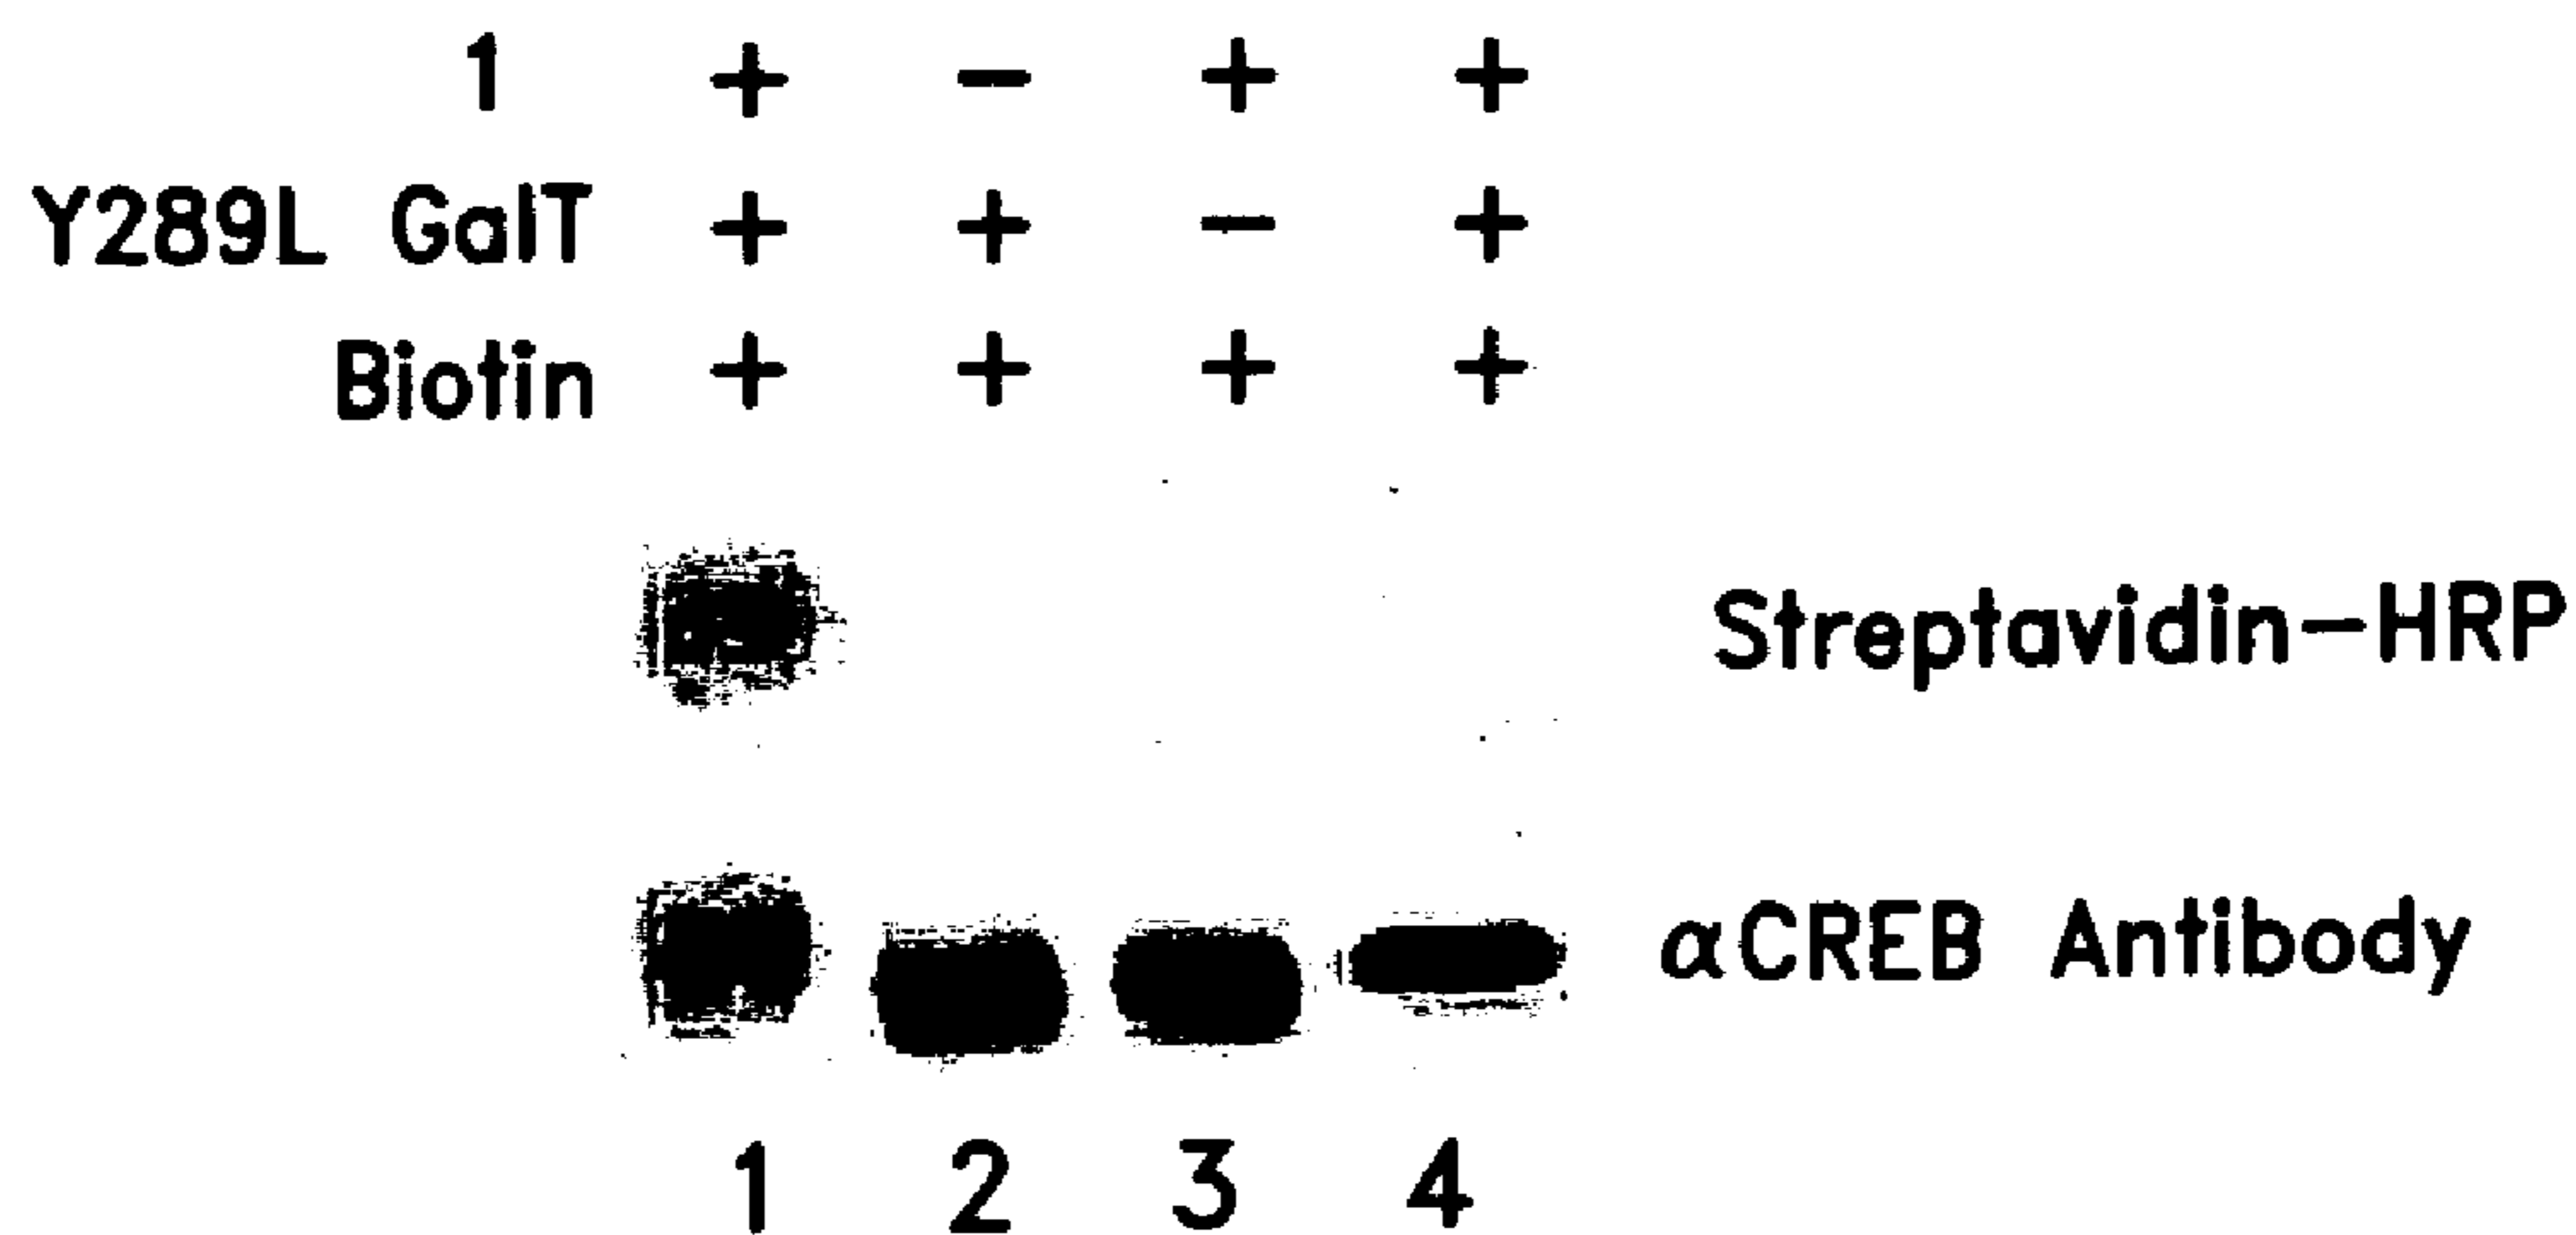 1 + − + +
Y289L GalT + + − +
Biotin + + + +
Streptavidin−HRP
αCREB Antibody
1 2 3 4